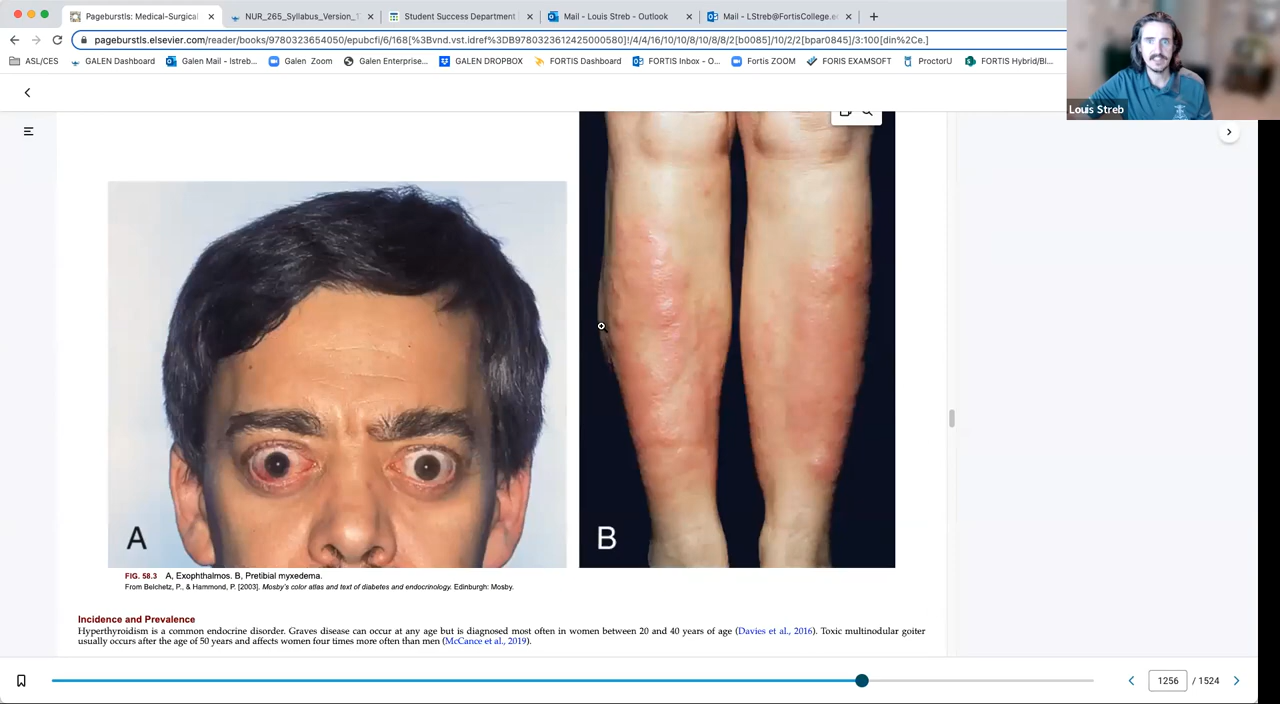 Pageburstls: Medical-Surgical
NUR_265_Syllabus_Version_1
Student Success Department
Mail - Louis Streb - Outlook
Mail - LStreb@FortisCollege.e
pageburstls.elsevier.com/reader/books/9780323654050/epubcfi/6/168[%3Bvnd.vst.idref%3DB9780323612425000580]!/4/4/16/10/10/8/10/8/8/2[b0085]/10/2/2[bpar0845]/3:100[din%2Ce.]
ASL/CES
GALEN Dashboard
Galen Mail - lstreb...
Galen Zoom
Galen Enterprise...
GALEN DROPBOX
FORTIS Dashboard
FORTIS Inbox - O...
Fortis ZOOM
FORIS EXAMSOFT
ProctorU
FORTIS Hybrid/Bl...
Louis Streb
A
B
FIG. 58.3 A, Exophthalmos. B, Pretibial myxedema.
From Belchetz, P., & Hammond, P. [2003]. Mosby's color atlas and text of diabetes and endocrinology. Edinburgh: Mosby.
Incidence and Prevalence
Hyperthyroidism is a common endocrine disorder. Graves disease can occur at any age but is diagnosed most often in women between 20 and 40 years of age (Davies et al., 2016). Toxic multinodular goiter
usually occurs after the age of 50 years and affects women four times more often than men (McCance et al., 2019).
1256 / 1524